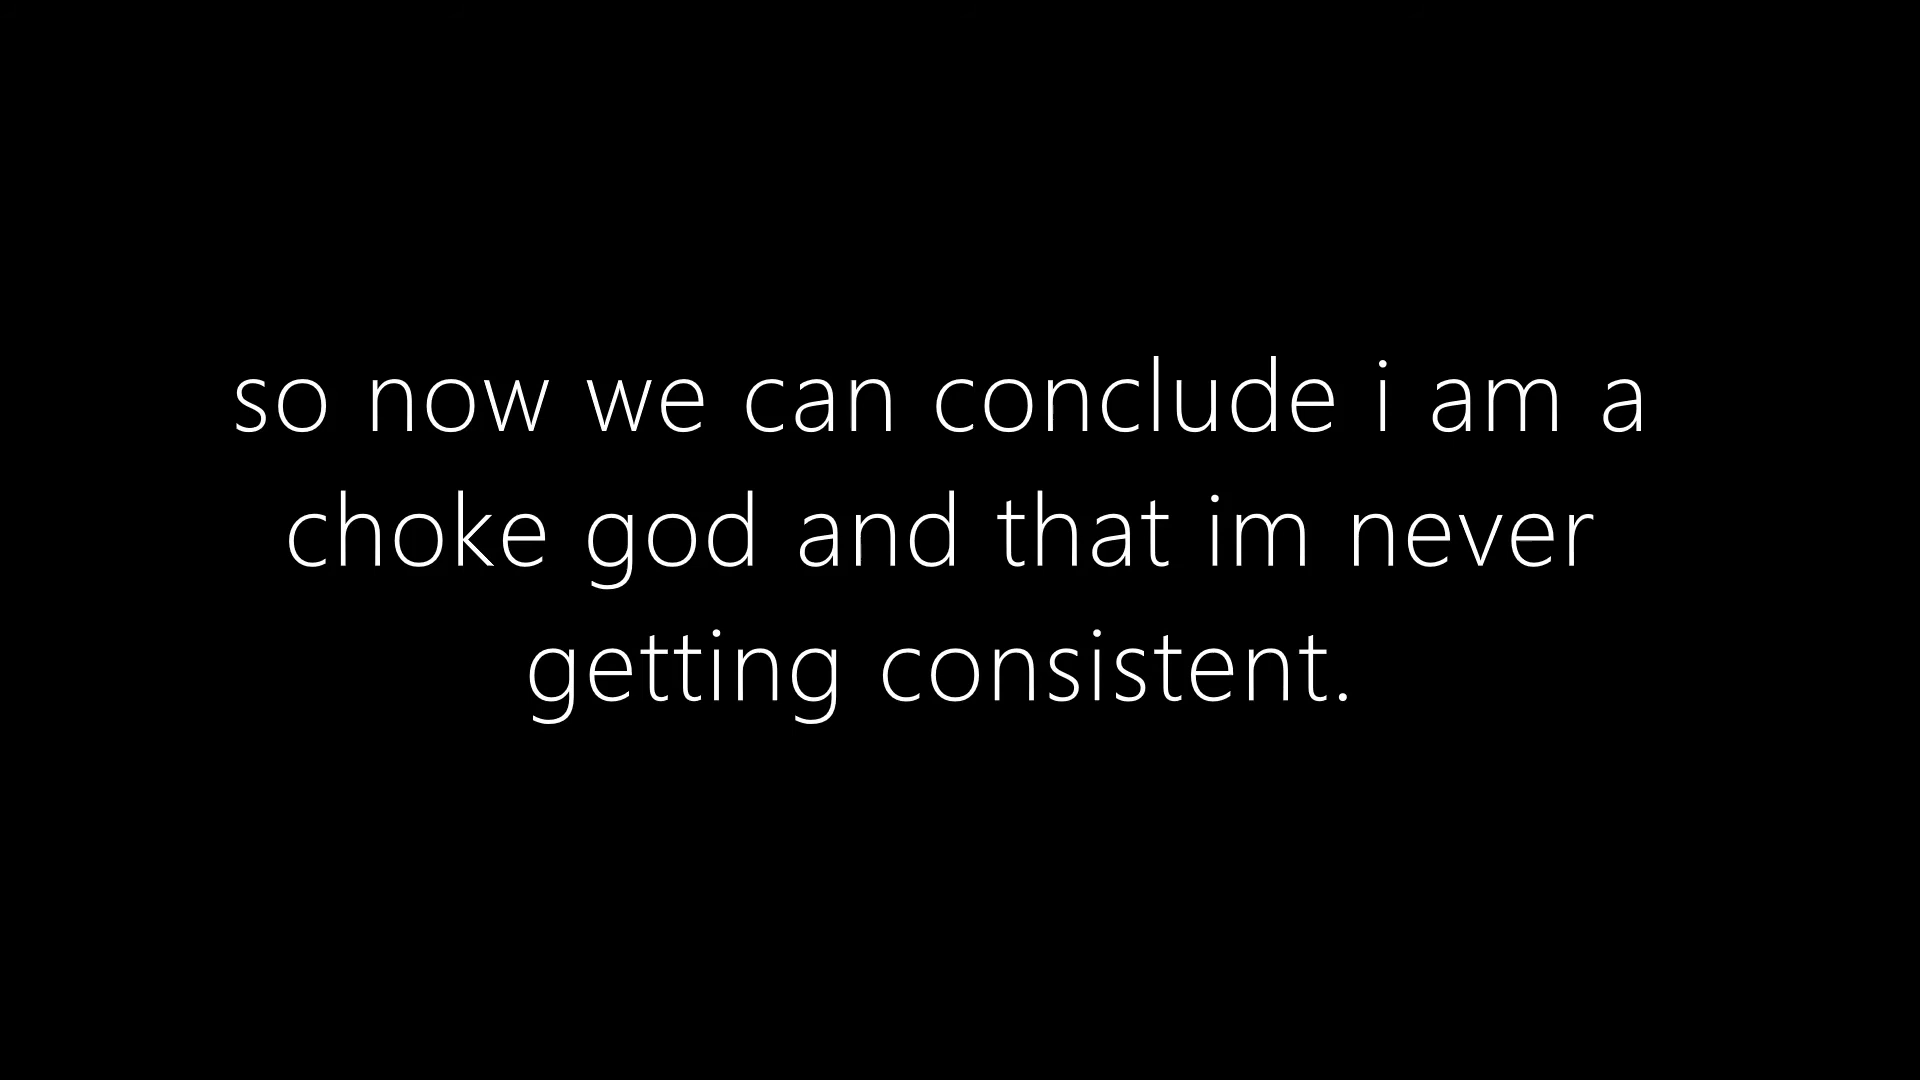 so now we can conclude i am a
choke god and that im never
getting consistent.